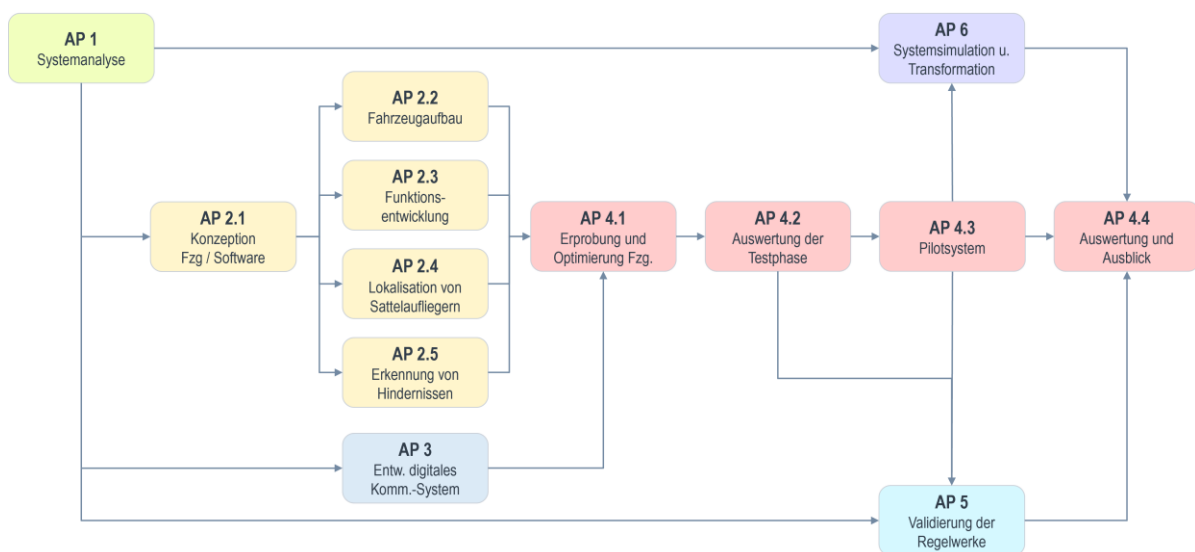 AP 1
Systemanalyse
AP 6
Systemsimulation u.
Transformation
AP 2.2
Fahrzeugaufbau
AP 2.3
Funktions-
entwicklung
AP 2.1
Konzeption
Fzg / Software
AP 2.4
Lokalisation von
Sattelaufliegern
AP 2.5
Erkennung von
Hindernissen
AP 3
Entw. digitales
Komm.-System
AP 4.1
Erprobung und
Optimierung Fzg.
AP 4.2
Auswertung der
Testphase
AP 4.3
Pilotsystem
AP 4.4
Auswertung und
Ausblick
AP 5
Validierung der
Regelwerke